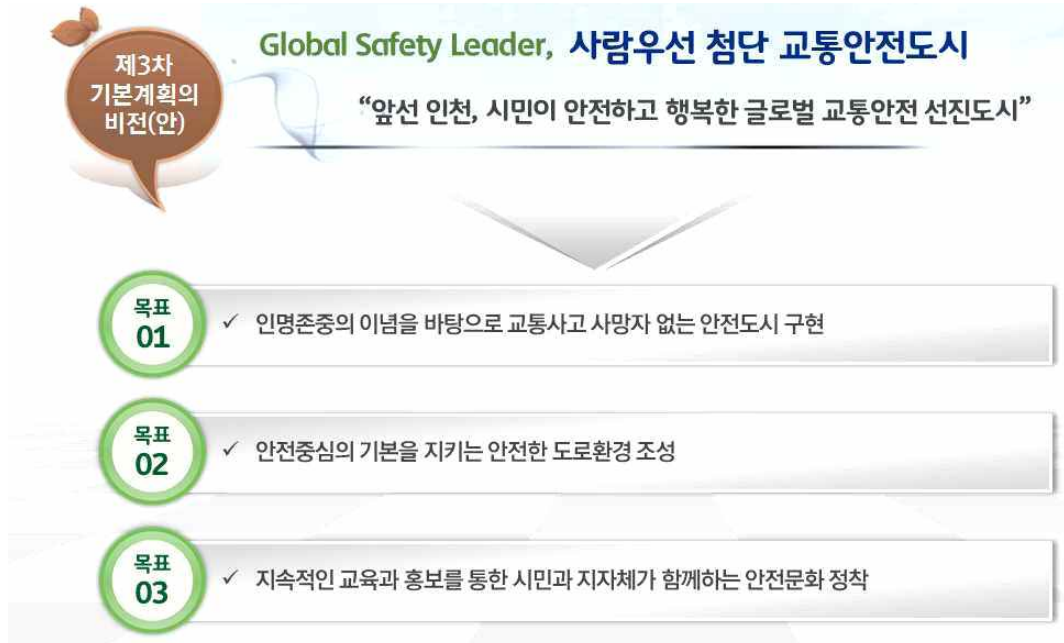 제3차
기본계획의
비전(안)
Global Safety Leader, 사람우선 첨단 교통안전도시
“앞선 인천, 시민이 안전하고 행복한 글로벌 교통안전 선진도시”
목표
01
✓ 인명존중의 이념을 바탕으로 교통사고 사망자 없는 안전도시 구현
목표
02
✓ 안전중심의 기본을 지키는 안전한 도로환경 조성
목표
03
✓ 지속적인 교육과 홍보를 통한 시민과 지자체가 함께하는 안전문화 정착